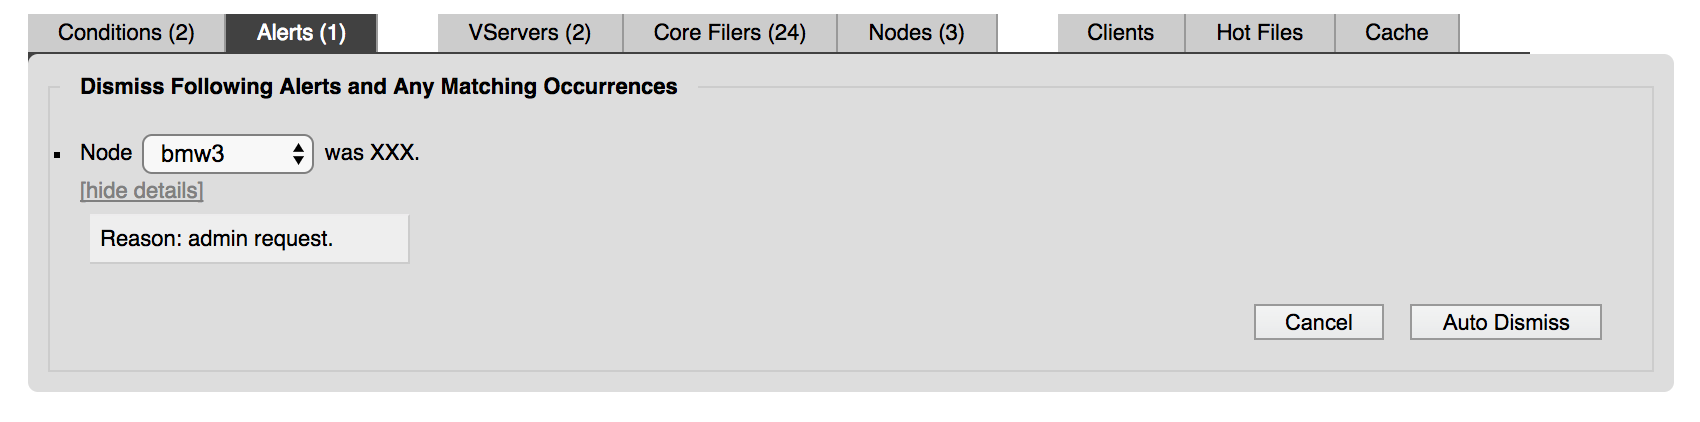 Conditions (2) Alerts (1) VServers (2) Core Filers (24) Nodes (3) Clients Hot Files Cache
Dismiss Following Alerts and Any Matching Occurrences
Node bmw3 was XXX.
[hide details]
Reason: admin request.
Cancel Auto Dismiss